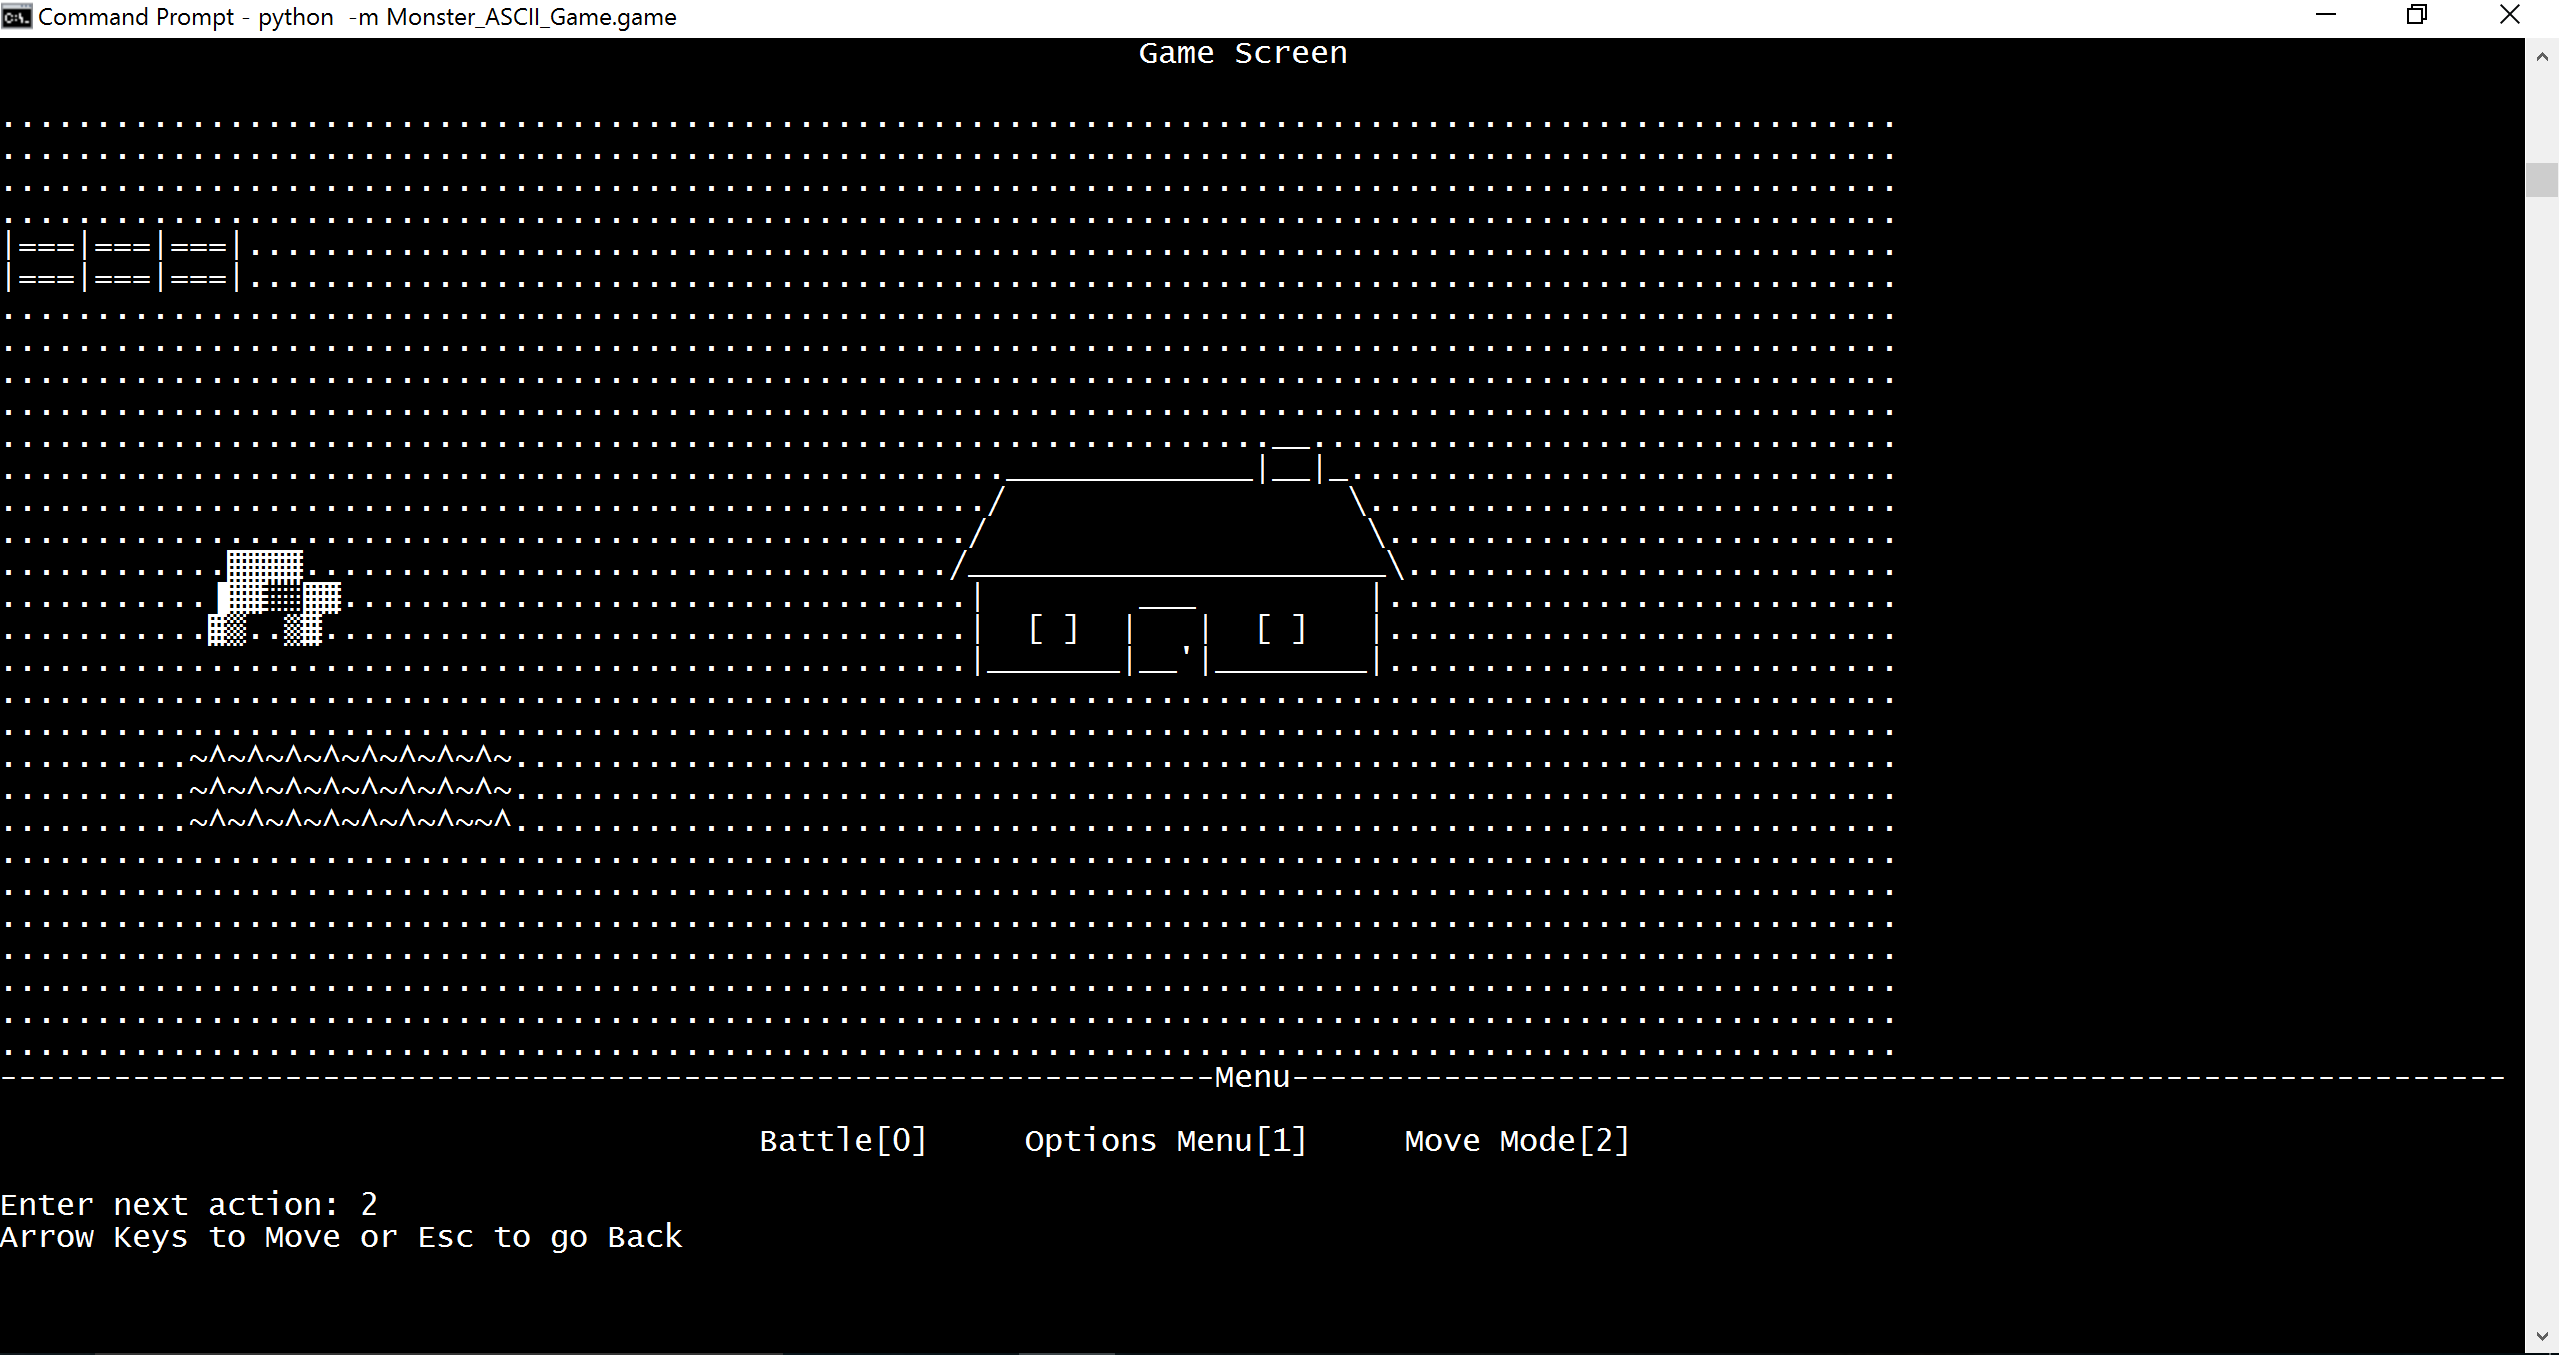 Command Prompt - python  -m Monster_ASCII_Game.game
Game Screen
Menu
Battle[0]     Options Menu[1]     Move Mode[2]
Enter next action: 2
Arrow Keys to Move or Esc to go Back